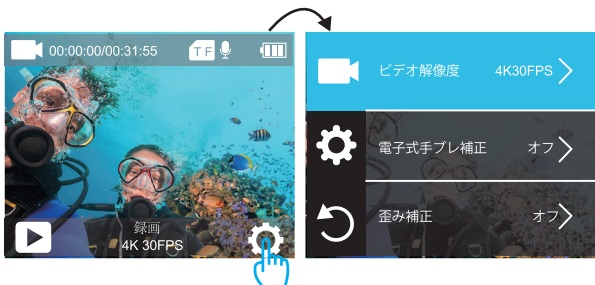 00:00:00/00:31:55 TF
録画
4K 30FPS
ビデオ解像度 4K30FPS
電子式手ブレ補正 オフ
歪み補正 オフ